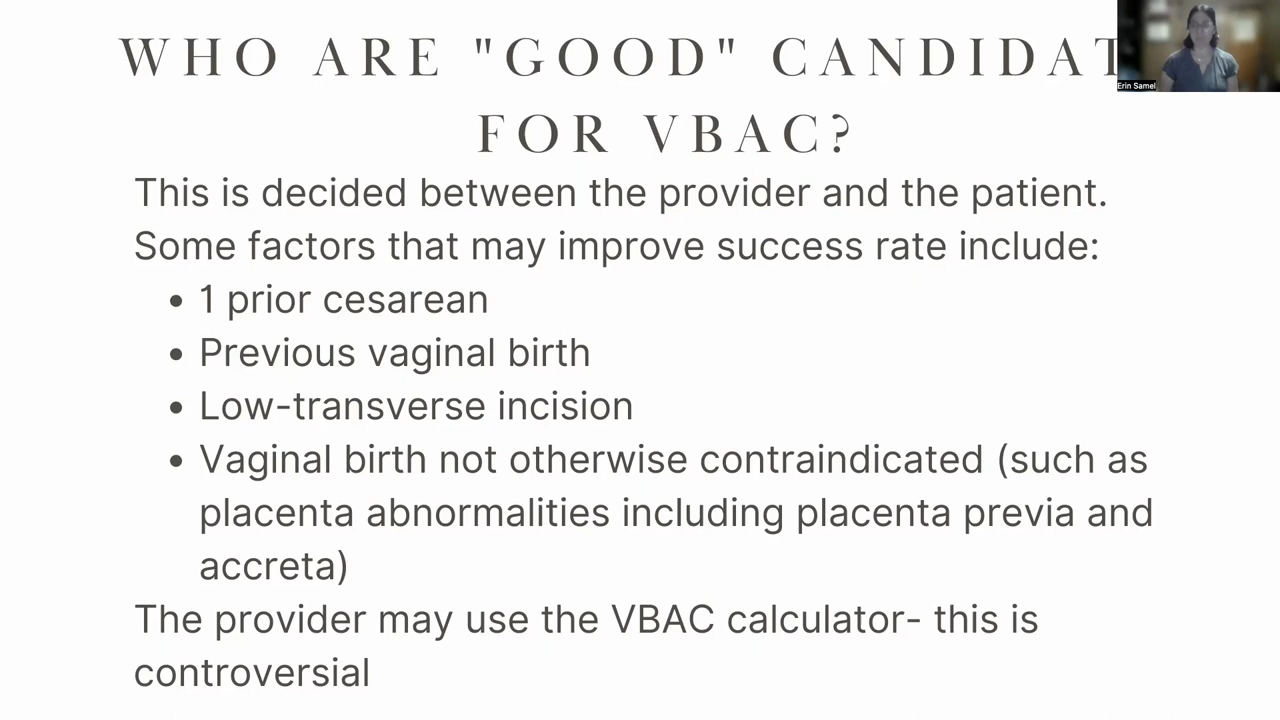 WHO ARE "GOOD" CANDIDAT
FOR VBAC?
Erin Samel
This is decided between the provider and the patient.
Some factors that may improve success rate include:
• 1 prior cesarean
• Previous vaginal birth
• Low-transverse incision
• Vaginal birth not otherwise contraindicated (such as
placenta abnormalities including placenta previa and
accreta)
The provider may use the VBAC calculator- this is
controversial